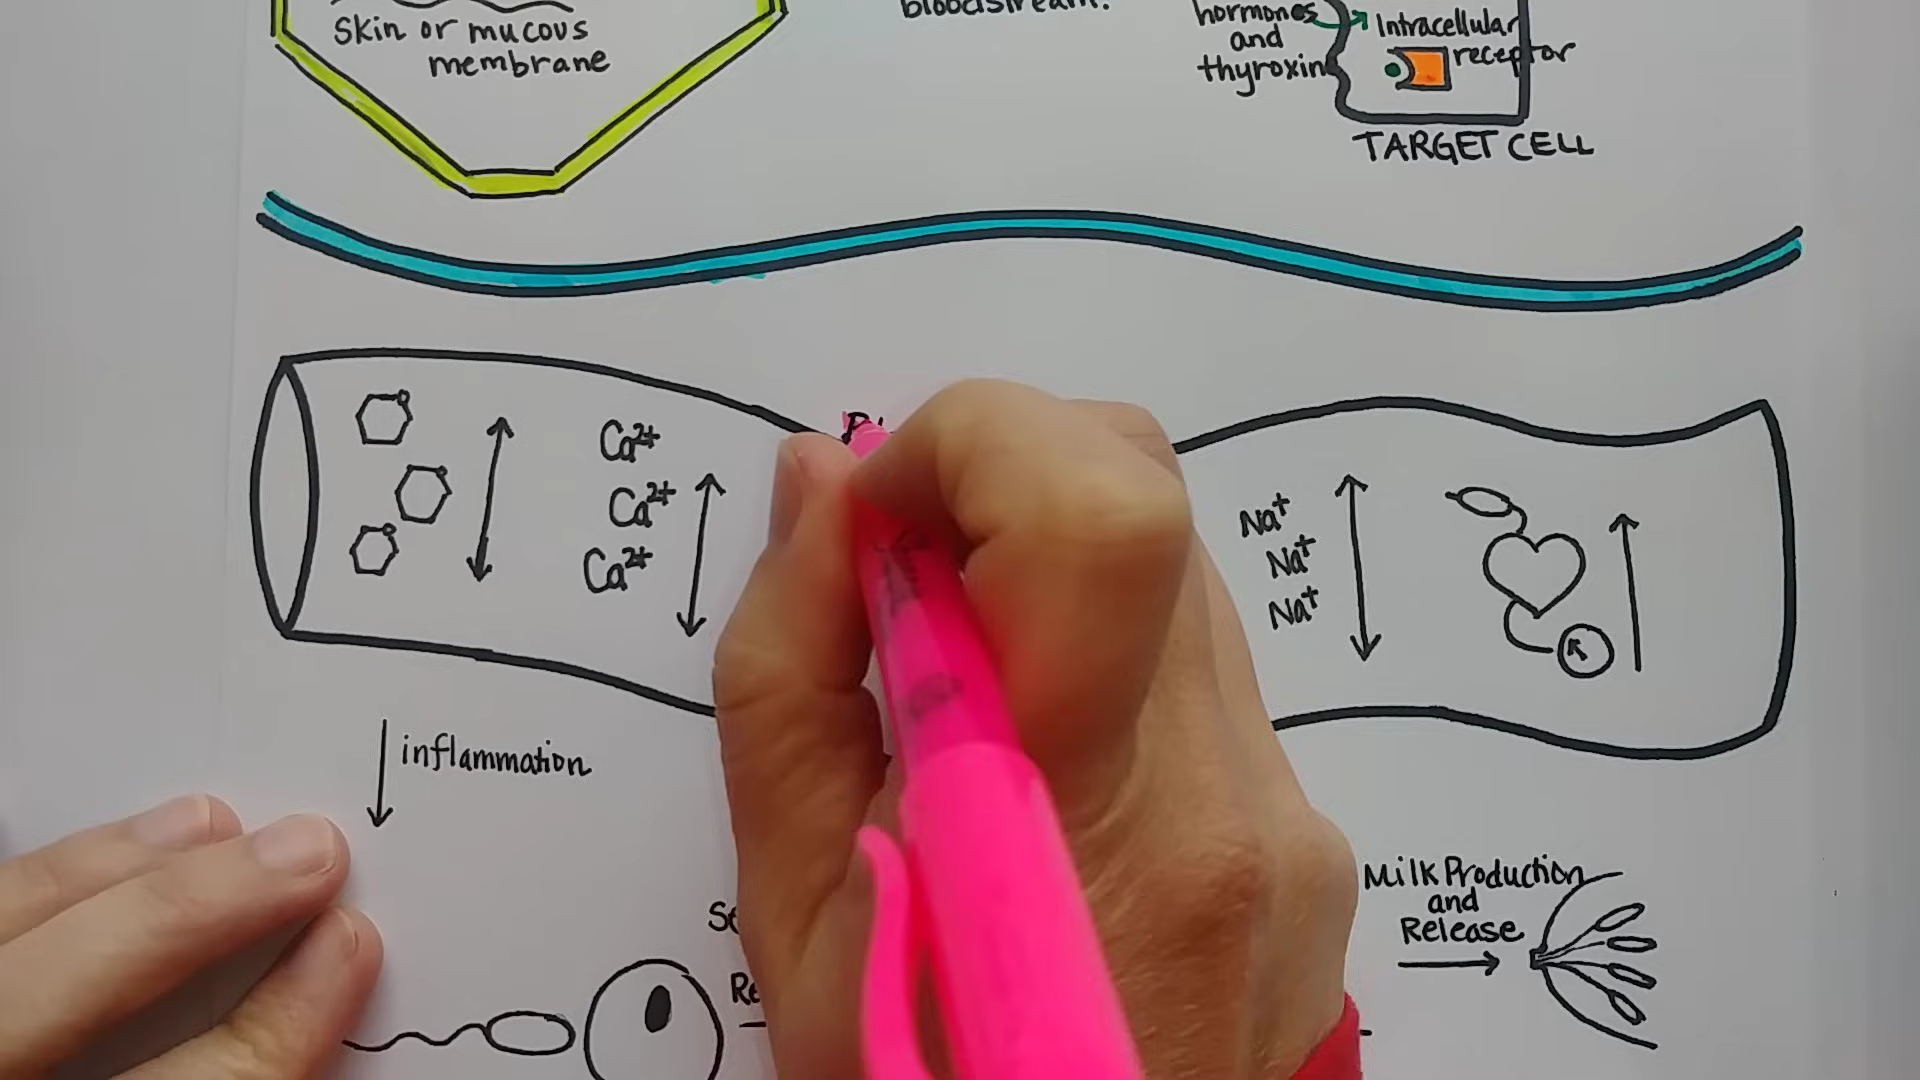 Skin or mucous
membrane
bloodstream.
hormones
and
thyroxin
Intracellular
receptor
TARGET CELL
Ca2+
Ca2+
Ca2+
Na+
Na+
Na+
inflammation
Milk Production
and
Release